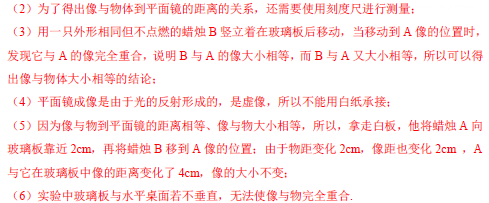 （2）为了得出像与物体到平面镜的距离的关系，还需要使用刻度尺进行测量；
（3）用一只外形相同但不点燃的蜡烛 B 竖立着在玻璃板后移动，当移动到 A 像的位置时，
发现它与 A 的像完全重合，说明 B 与 A 的像大小相等，而 B 与 A 又大小相等，所以可以得
出像与物体大小相等的结论；
（4）平面镜成像是由于光的反射形成的，是虚像，所以不能用白纸承接；
（5）因为像与物到平面镜的距离相等、像与物大小相等，所以，拿走白板，他将蜡烛 A 向
玻璃板靠近 2cm，再将蜡烛 B 移到 A 像的位置；由于物距变化 2cm，像距也变化 2cm ，A
与它在玻璃板中像的距离变化了 4cm，像的大小不变；
（6）实验中玻璃板与水平桌面若不垂直，无法使像与物完全重合.